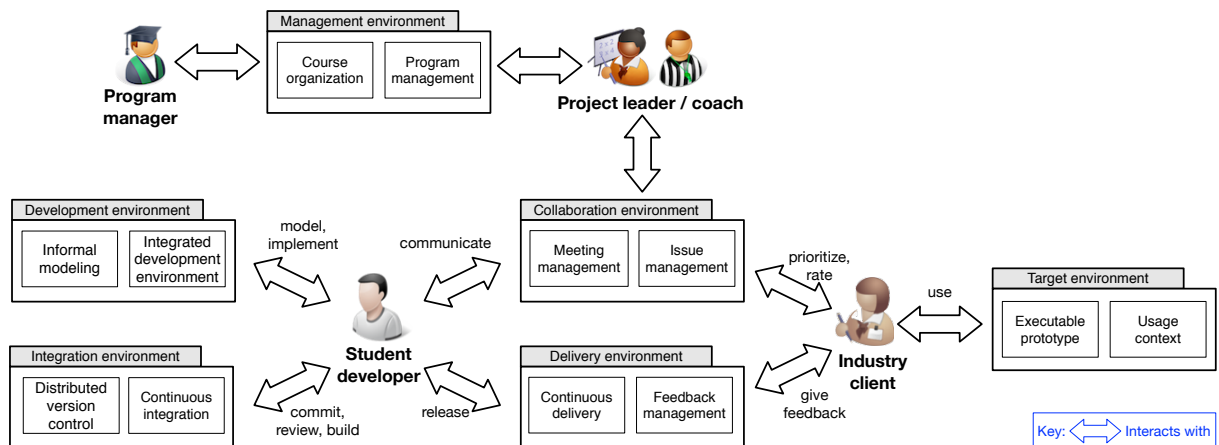 Management environment
Course
organization
Program
management
Program
manager
Project leader / coach
Development environment
Informal
modeling
Integrated
development
environment
model,
implement
communicate
Collaboration environment
Meeting
management
Issue
management
prioritize,
rate
Target environment
Executable
prototype
Usage
context
use
Student
developer
Industry
client
Integration environment
Distributed
version
control
Continuous
integration
commit,
review, build
release
Delivery environment
Continuous
delivery
Feedback
management
give
feedback
Key: Interacts with